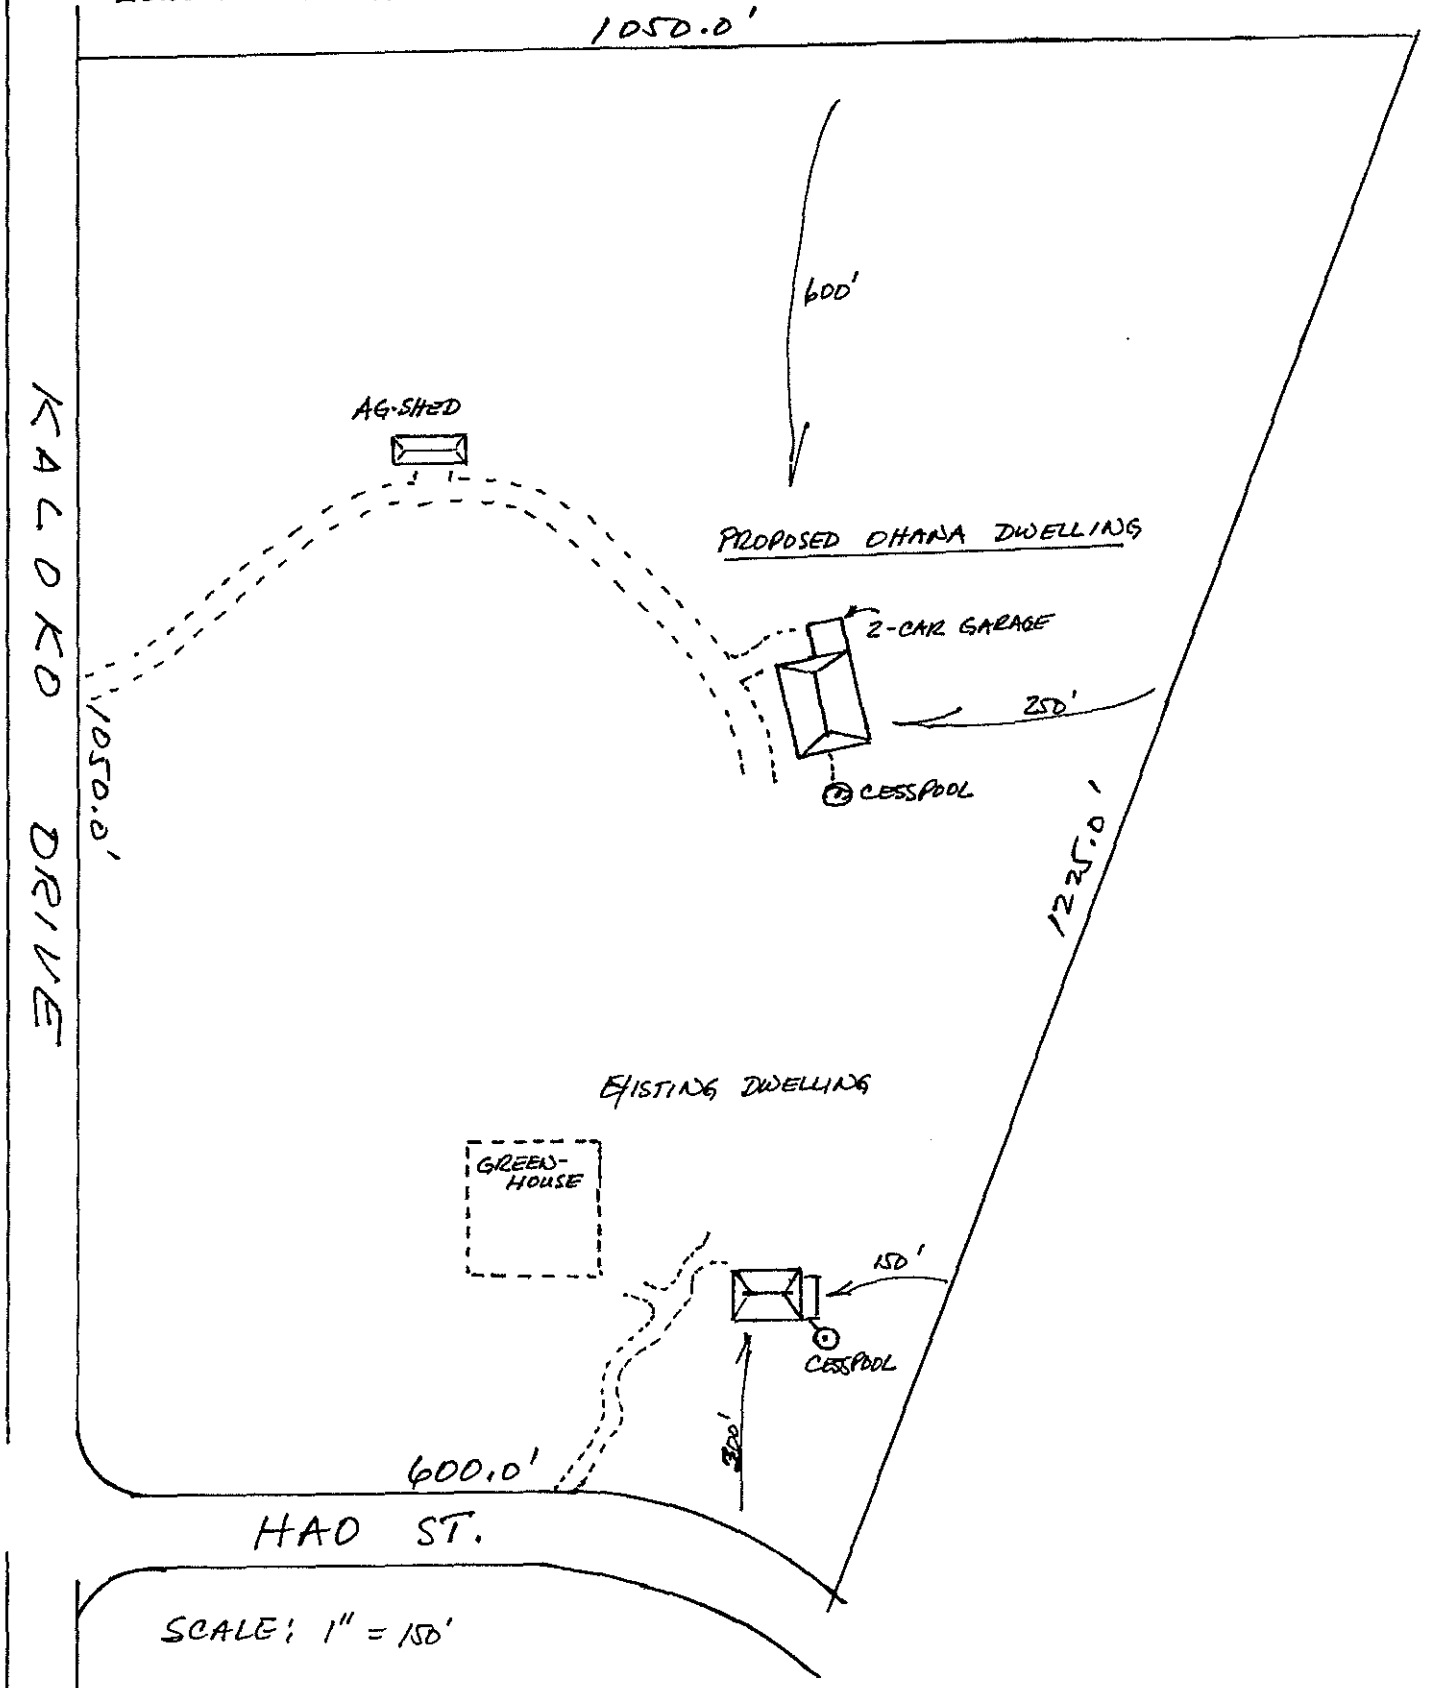 1050.0'
600'
AG-SHED
PROPOSED OHANA DWELLING
2-CAR GARAGE
250'
CESSPOOL
KALOKO DRIVE
1050.0'
1225.0'
EXISTING DWELLING
GREEN-
HOUSE
150'
CESSPOOL
300'
600.0'
HAO ST.
SCALE: 1" = 150'